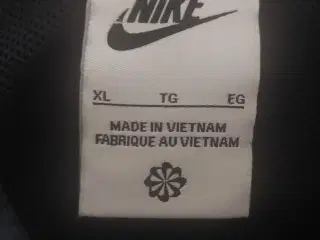 NIKE
XL TG EG
MADE IN VIETNAM
FABRIQUE AU VIETNAM